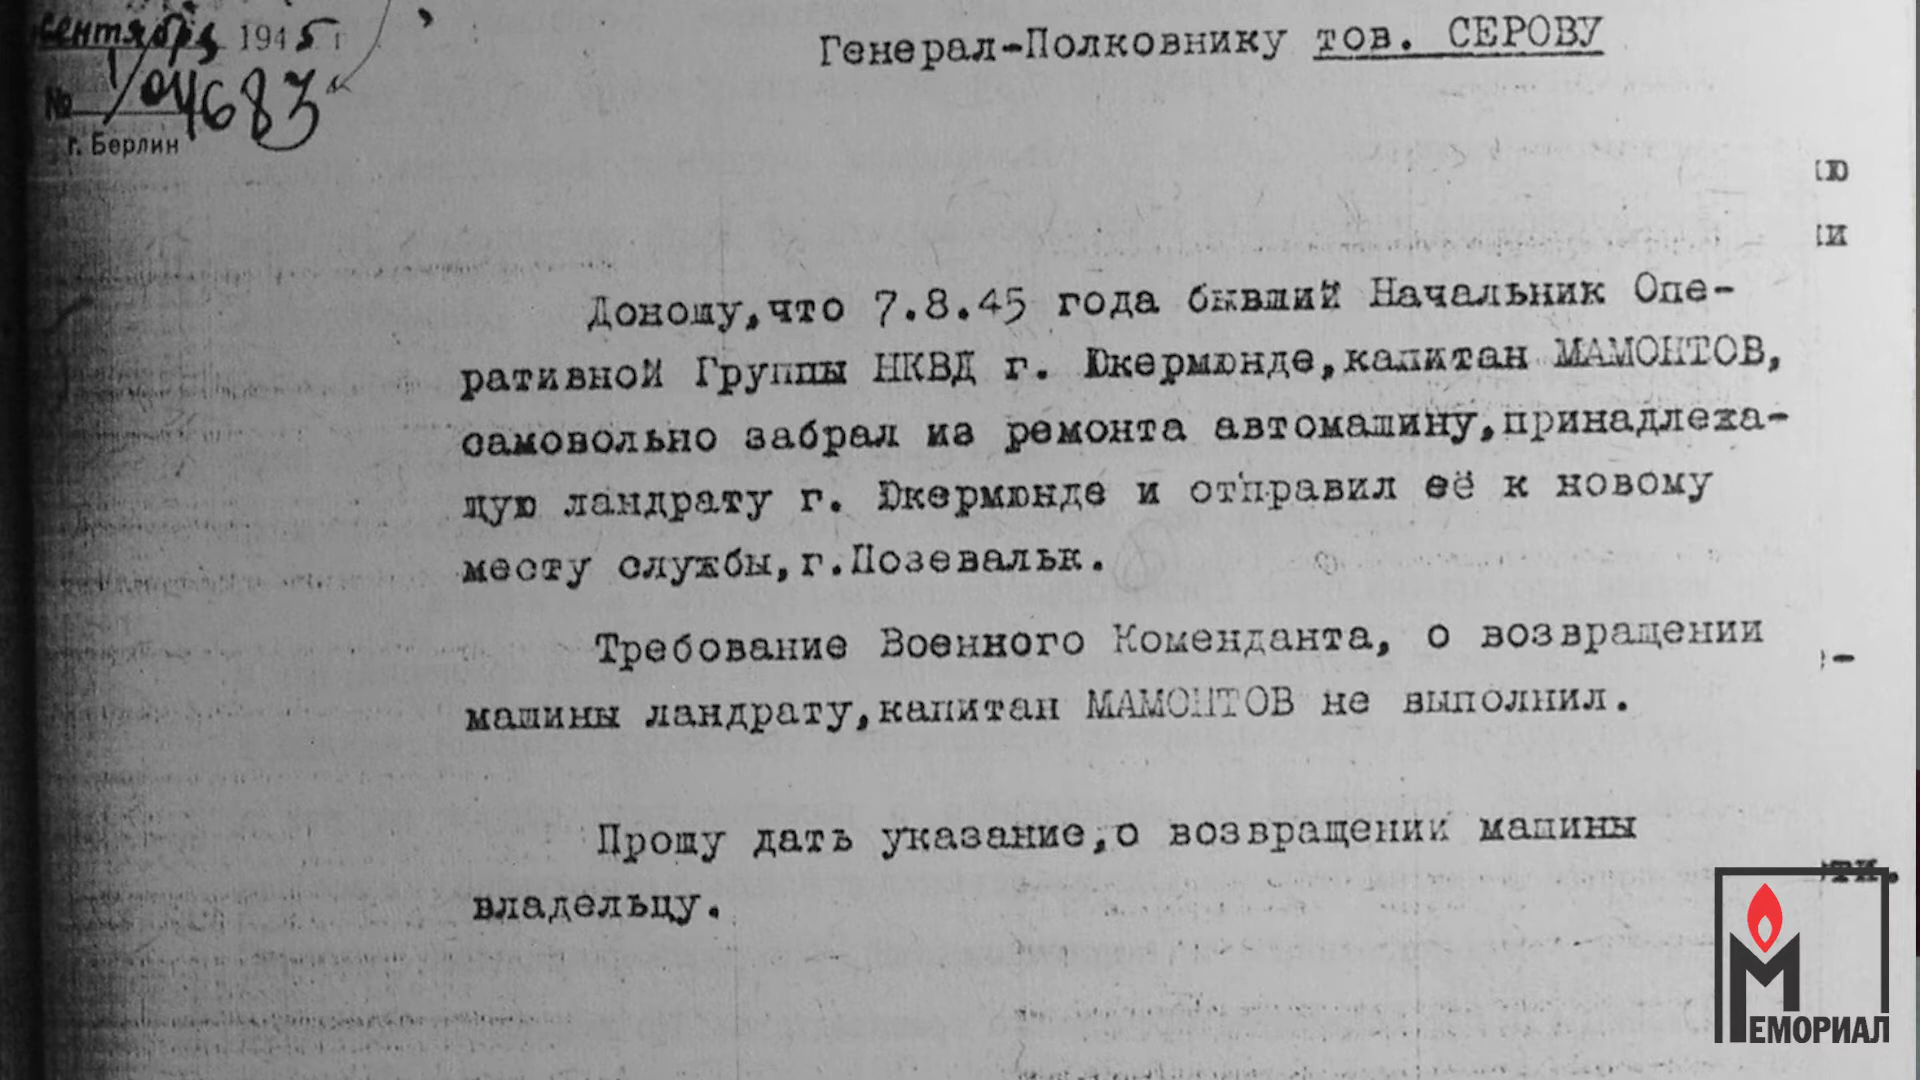 сентября 1945 г
Генерал-Полковнику тов. СЕРОВУ
№ 1/04683
г. Берлин
ию
ии
Доношу,что 7.8.45 года бывший Начальник Опе-
ративной Группы НКВД г. Юкермюнде,капитан МАМОНТОВ,
самовольно забрал из ремонта автомашину,принадлежа-
щую ландрату г. Юкермюнде и отправил её к новому
месту службы,г.Позевальк.
Требование Военного Коменданта, о возвращении
машины ландрату,капитан МАМОНТОВ не выполнил.
Прошу дать указание,о возвращении машины
владельцу.
МЕМОРИАЛ